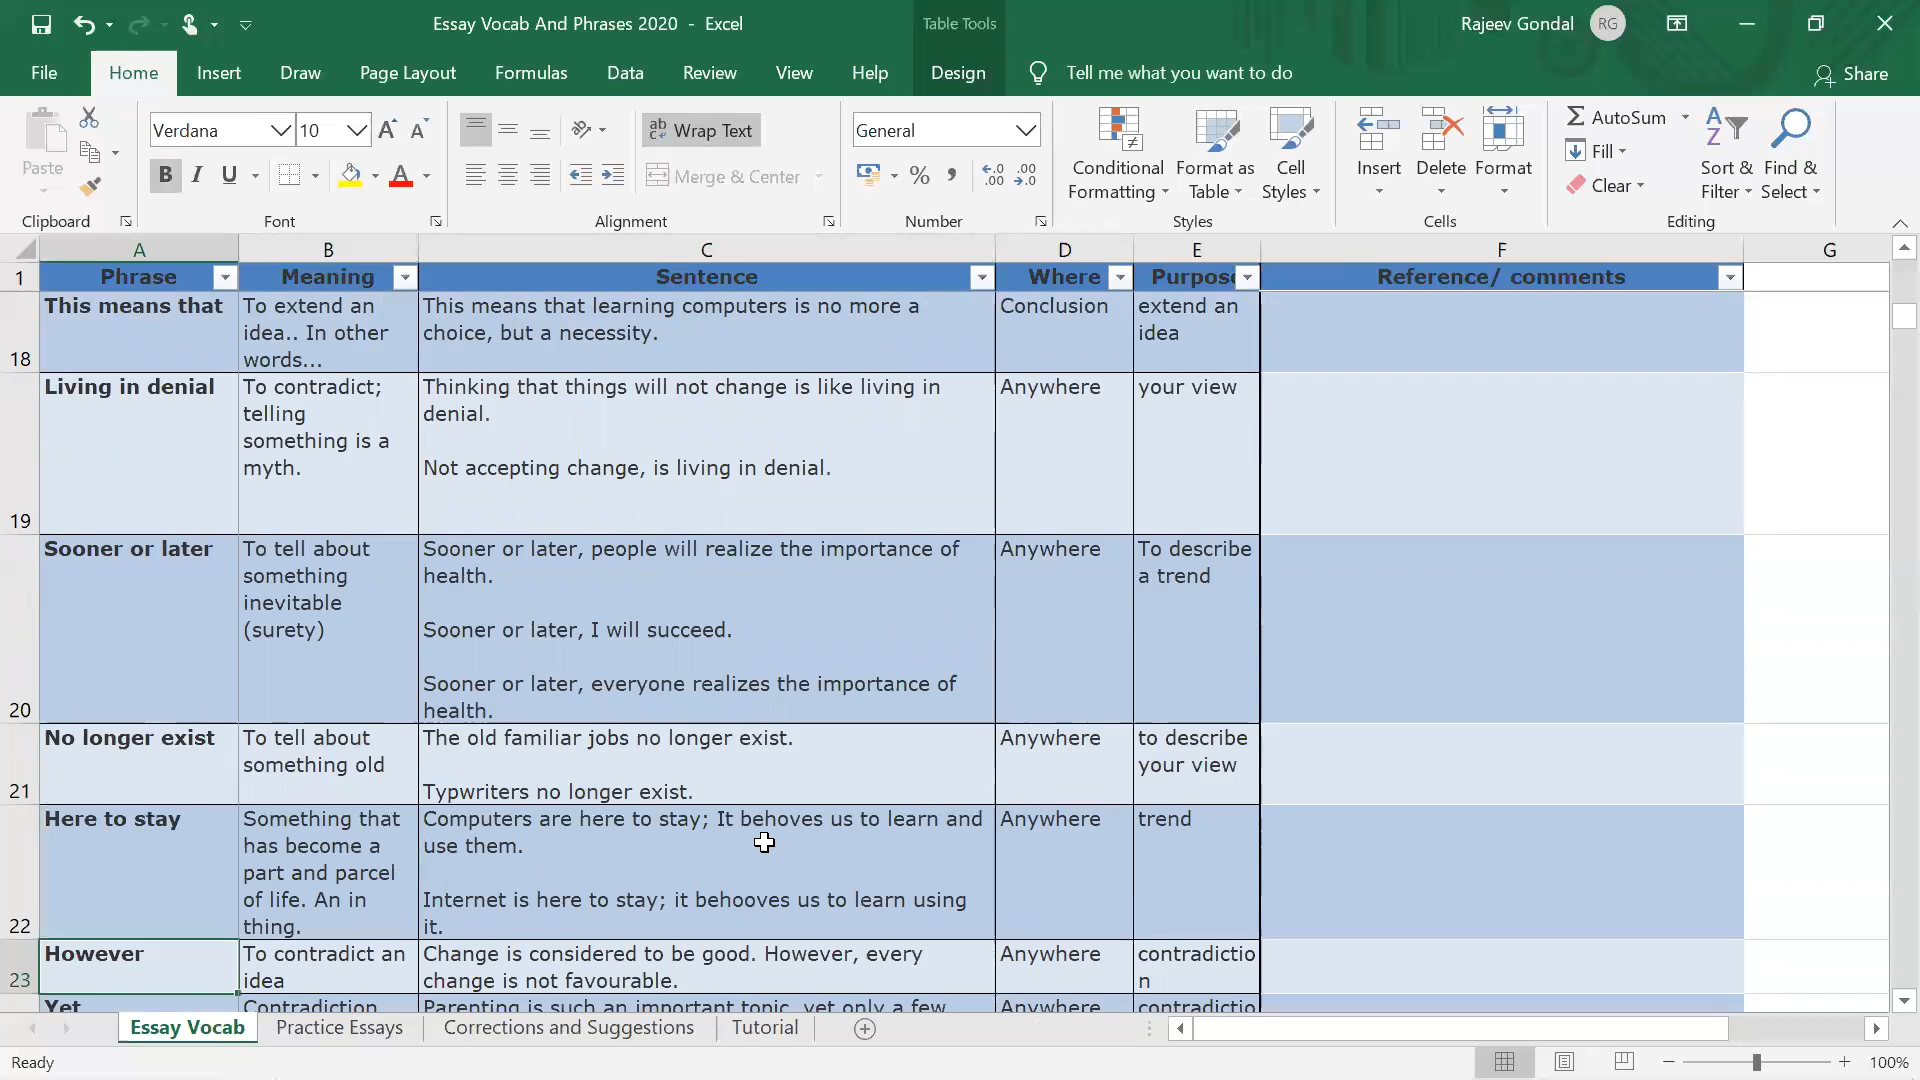 Essay Vocab And Phrases 2020 - Excel
Table Tools
Rajeev Gondal
RG
File
Home
Insert
Draw
Page Layout
Formulas
Data
Review
View
Help
Design
Tell me what you want to do
Share
Paste
Clipboard
Verdana
10
B I U
Font
Wrap Text
Merge & Center
Alignment
General
Number
Conditional
Formatting
Format as
Table
Cell
Styles
Styles
Insert
Delete
Format
Cells
AutoSum
Fill
Clear
Sort &
Filter
Find &
Select
Editing
A
B
C
D
E
F
G
1
Phrase
Meaning
Sentence
Where
Purpose
Reference/ comments
18
This means that
To extend an
idea.. In other
words...
This means that learning computers is no more a
choice, but a necessity.
Conclusion
extend an
idea
19
Living in denial
To contradict;
telling
something is a
myth.
Thinking that things will not change is like living in
denial.
Not accepting change, is living in denial.
Anywhere
your view
20
Sooner or later
To tell about
something
inevitable
(surety)
Sooner or later, people will realize the importance of
health.
Sooner or later, I will succeed.
Sooner or later, everyone realizes the importance of
health.
Anywhere
To describe
a trend
21
No longer exist
To tell about
something old
The old familiar jobs no longer exist.
Typwriters no longer exist.
Anywhere
to describe
your view
22
Here to stay
Something that
has become a
part and parcel
of life. An in
thing.
Computers are here to stay; It behoves us to learn and
use them.
Internet is here to stay; it behooves us to learn using
it.
Anywhere
trend
23
However
To contradict an
idea
Change is considered to be good. However, every
change is not favourable.
Anywhere
contradictio
n
Yet
Contradiction
Parenting is such an important topic, yet only a few
Anywhere
contradictio
Essay Vocab
Practice Essays
Corrections and Suggestions
Tutorial
Ready
100%